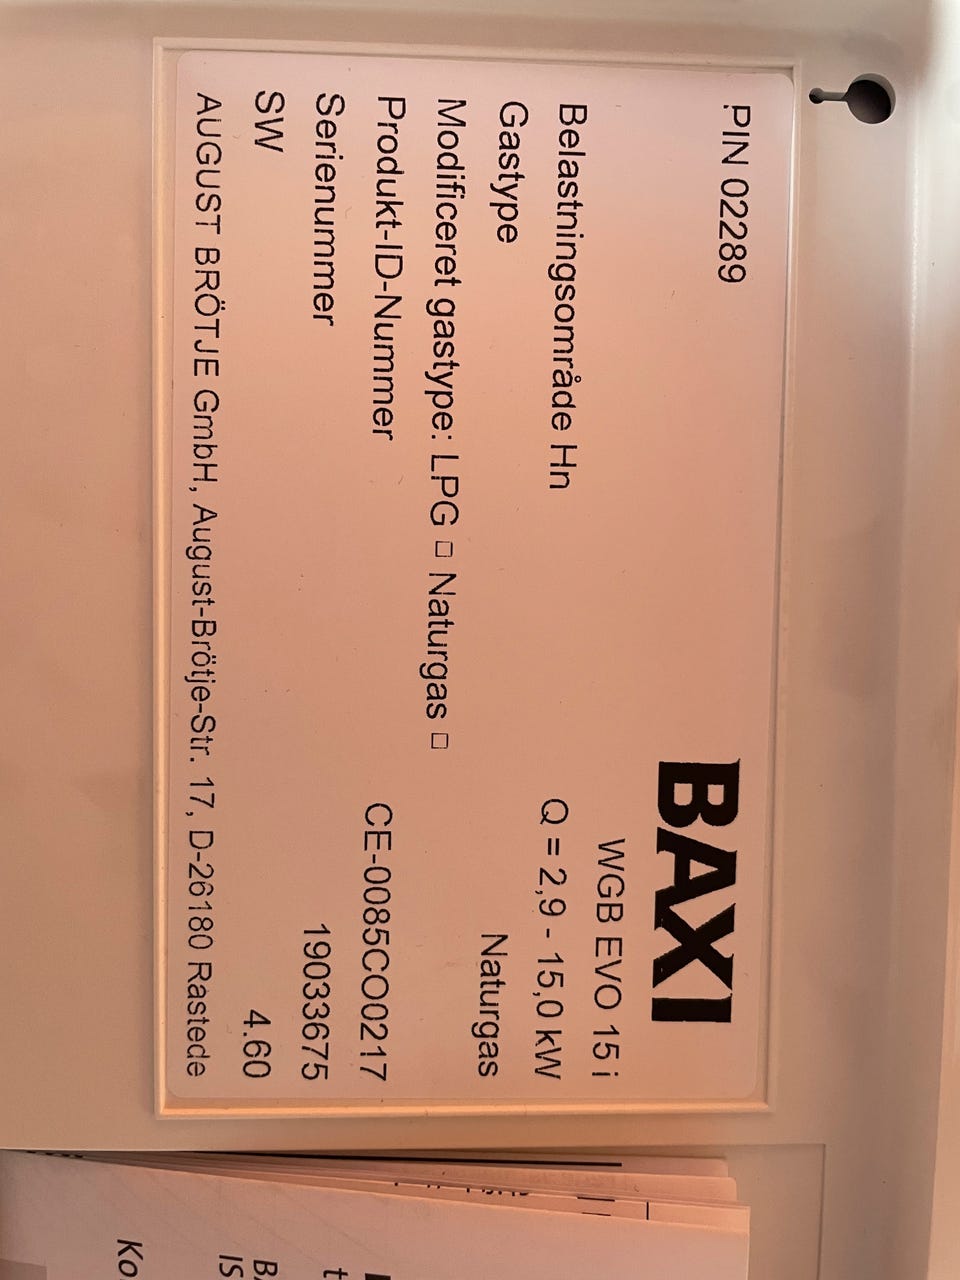 BAXI
PIN 02289
WGB EVO 15 i
Belastningsområde Hn Q = 2,9 - 15,0 kW
Gastype Naturgas
Modificeret gastype: LPG □ Naturgas □
Produkt-ID-Nummer CE-0085CO0217
Serienummer 19033675
SW 4.60
AUGUST BRÖTJE GmbH, August-Brötje-Str. 17, D-26180 Rastede